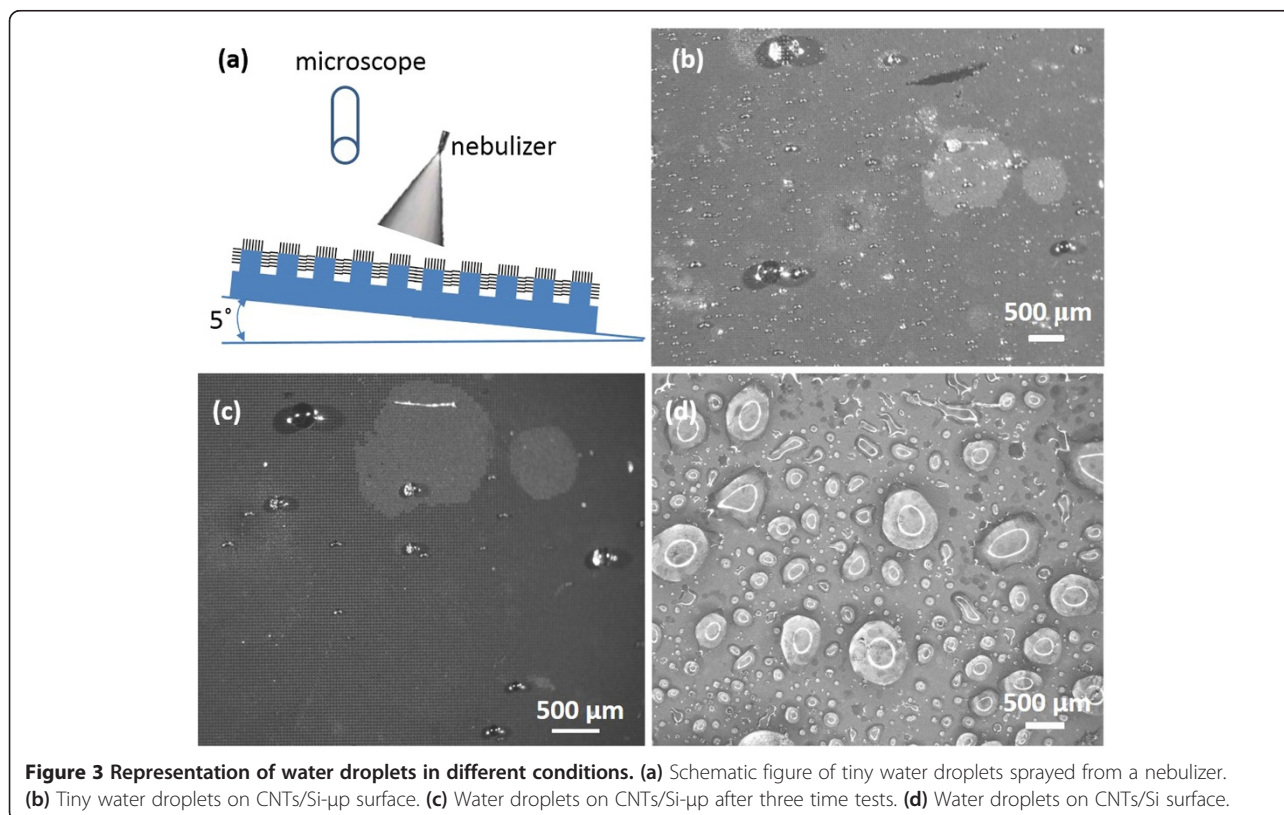 (a)
microscope
nebulizer
5˚
(b)
500 μm
(c)
500 μm
(d)
500 μm
Figure 3 Representation of water droplets in different conditions. (a) Schematic figure of tiny water droplets sprayed from a nebulizer.
(b) Tiny water droplets on CNTs/Si-μp surface. (c) Water droplets on CNTs/Si-μp after three time tests. (d) Water droplets on CNTs/Si surface.